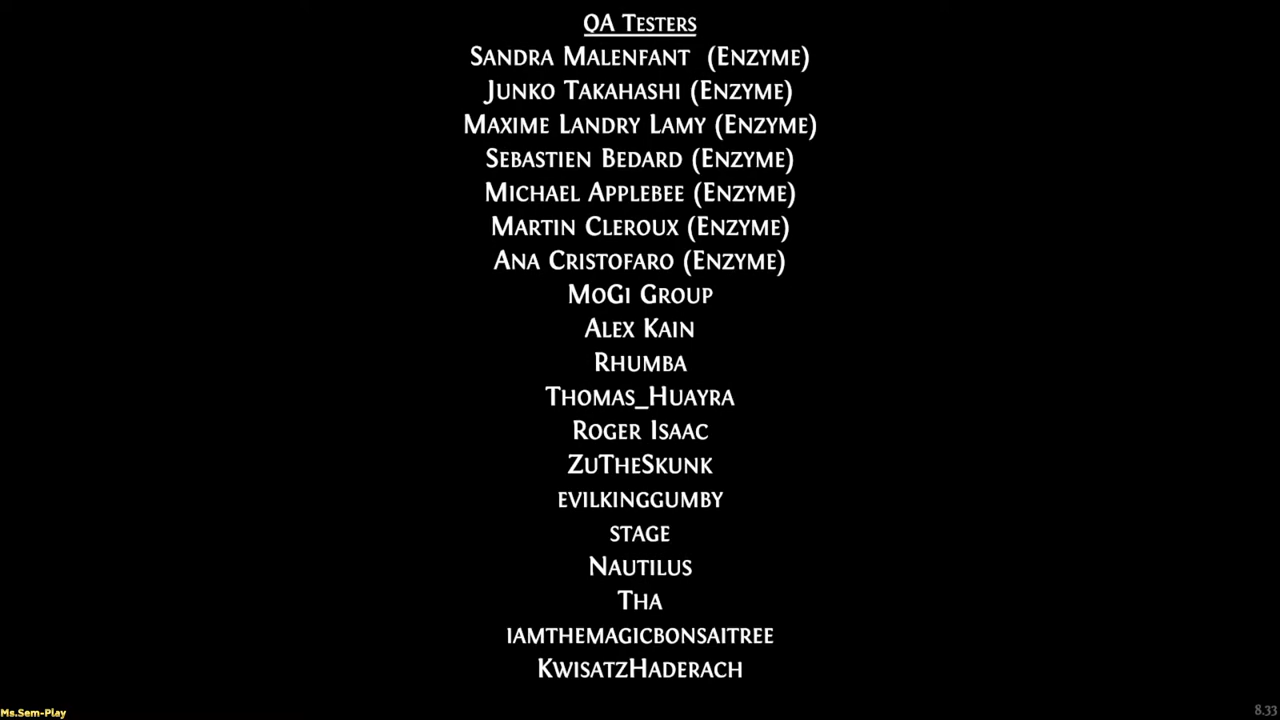 QA Testers
Sandra Malenfant (Enzyme)
Junko Takahashi (Enzyme)
Maxime Landry Lamy (Enzyme)
Sebastien Bedard (Enzyme)
Michael Applebee (Enzyme)
Martin Cleroux (Enzyme)
Ana Cristofaro (Enzyme)
MoGi Group
Alex Kain
Rhumba
Thomas_Huayra
Roger Isaac
ZuTheSkunk
evilkinggumby
stage
Nautilus
Tha
iamthemagicbonsaitree
KwisatzHaderach
Ms.Sem-Play
8.33